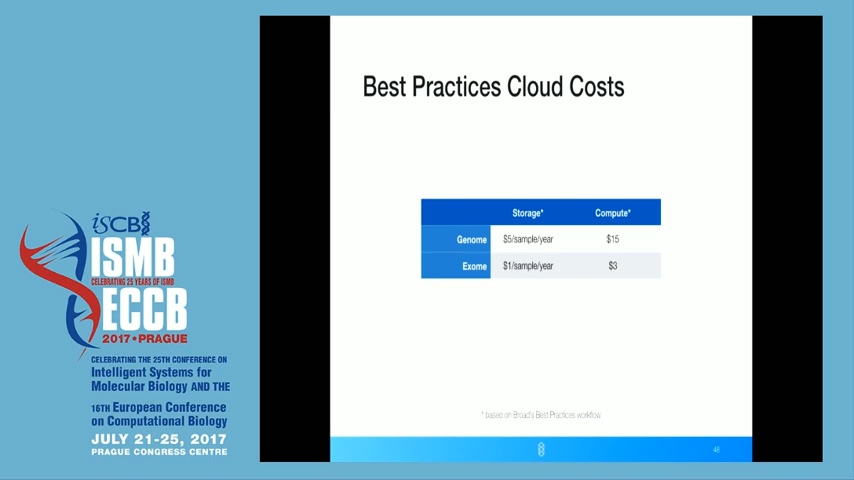 Best Practices Cloud Costs
Storage* Compute*
Genome $5/sample/year $15
Exome $1/sample/year $3
* based on Broad's Best Practices workflow
48
iSCB
ISMB
CELEBRATING 25 YEARS OF ISMB
ECCB
2017 • PRAGUE
CELEBRATING THE 25TH CONFERENCE ON
Intelligent Systems for
Molecular Biology AND THE
16TH European Conference
on Computational Biology
JULY 21-25, 2017
PRAGUE CONGRESS CENTRE